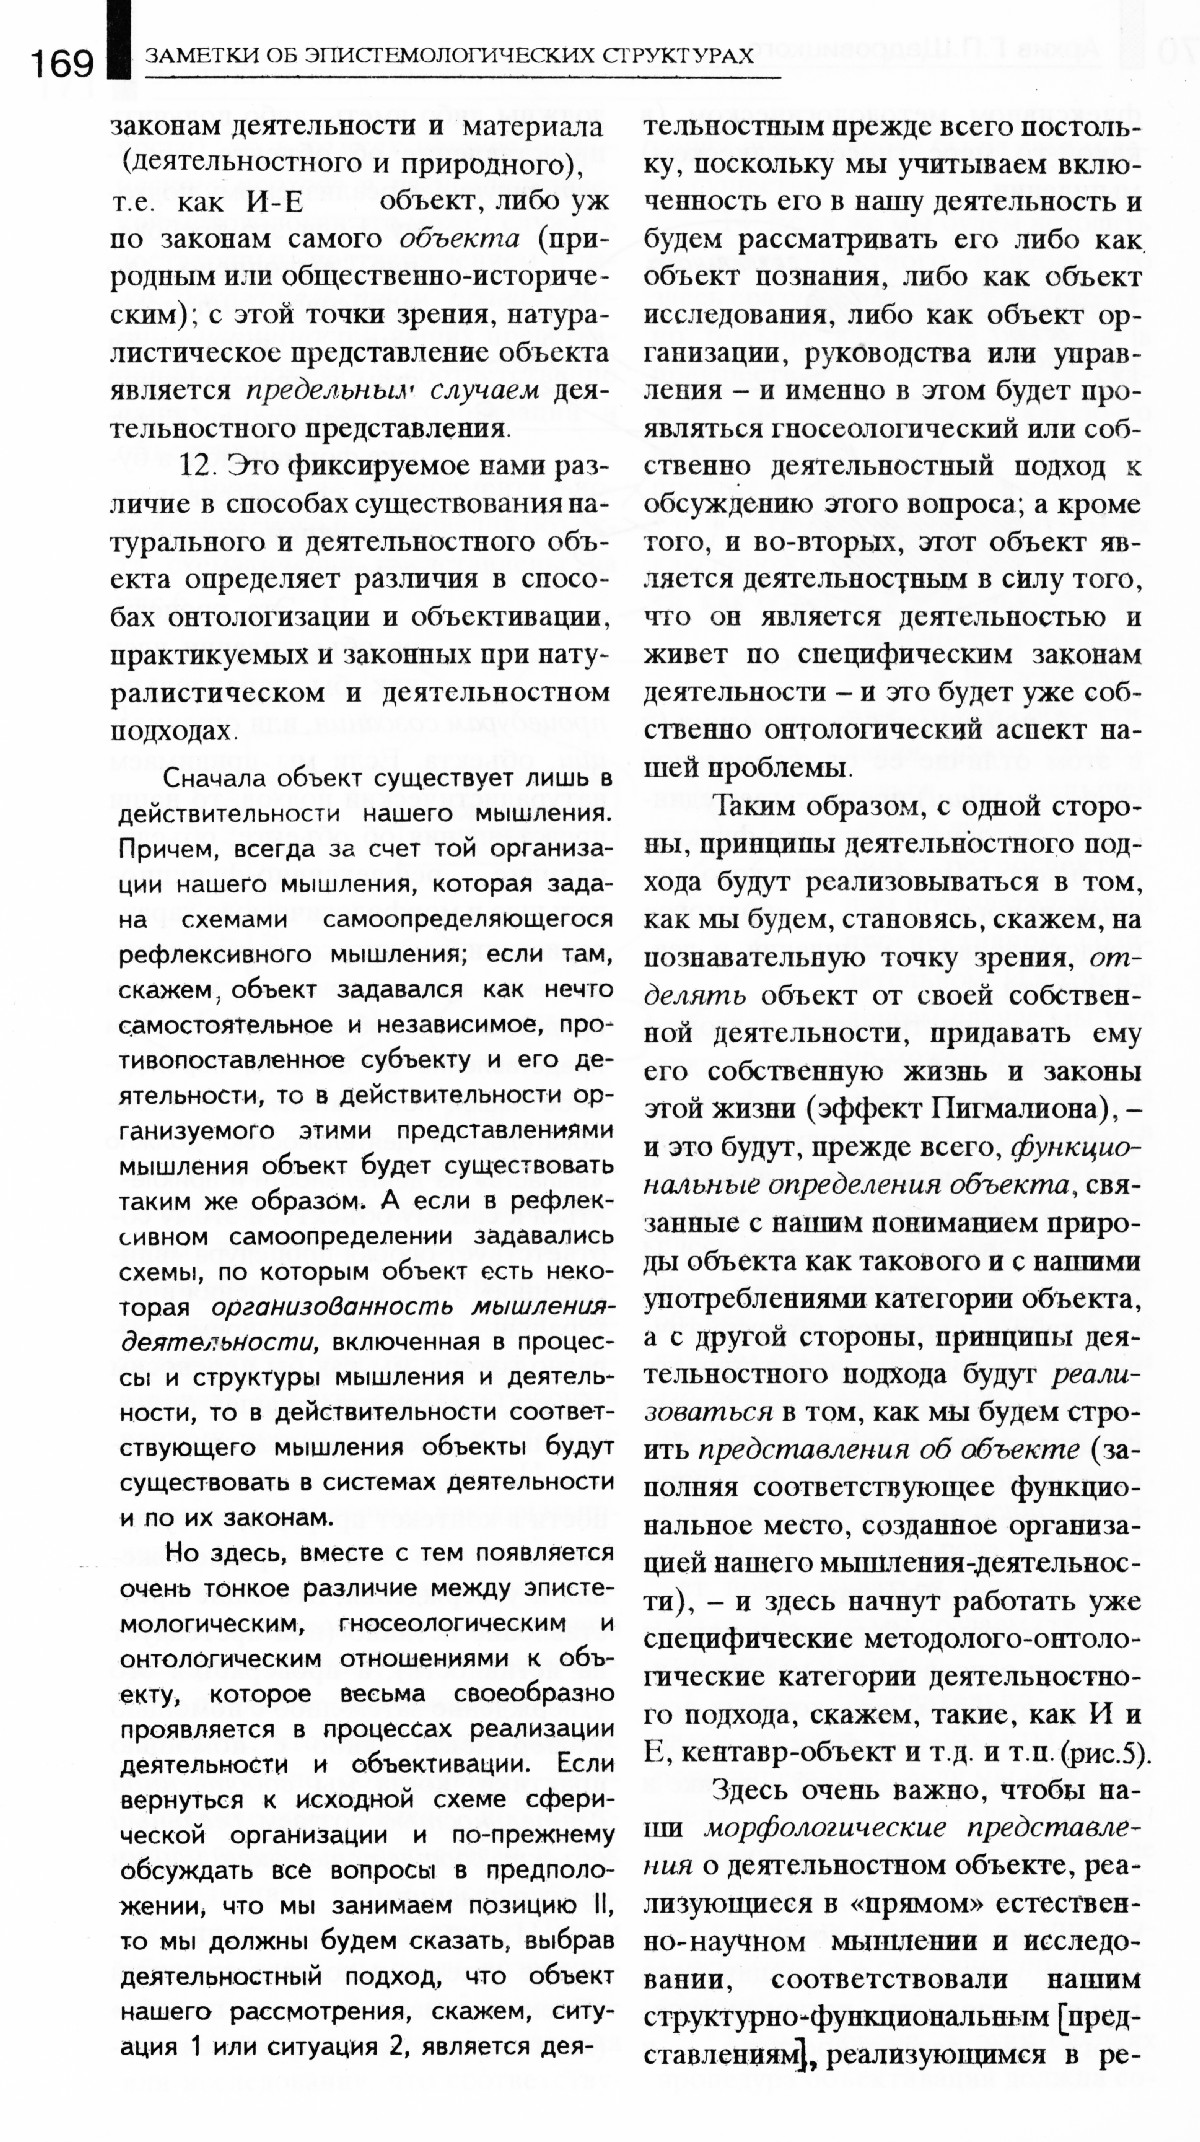 169
ЗАМЕТКИ ОБ ЭПИСТЕМОЛОГИЧЕСКИХ СТРУКТУРАХ
законам деятельности и материала
(деятельностного и природного),
т.е. как И-Е объект, либо уж
по законам самого объекта (при-
родным или общественно-историче-
ским); с этой точки зрения, натура-
листическое представление объекта
является предельным случаем дея-
тельностного представления.
12. Это фиксируемое нами раз-
личие в способах существования на-
турального и деятельностного объ-
екта определяет различия в спосо-
бах онтологизации и объективации,
практикуемых и законных при нату-
ралистическом и деятельностном
подходах.
Сначала объект существует лишь в
действительности нашего мышления.
Причем, всегда за счет той организа-
ции нашего мышления, которая зада-
на схемами самоопределяющегося
рефлексивного мышления; если там,
скажем, объект задавался как нечто
самостоятельное и независимое, про-
тивопоставленное субъекту и его де-
ятельности, то в действительности ор-
ганизуемого этими представлениями
мышления объект будет существовать
таким же образом. А если в рефлек-
сивном самоопределении задавались
схемы, по которым объект есть неко-
торая организованность мышления-
деятельности, включенная в процес-
сы и структуры мышления и деятель-
ности, то в действительности соответ-
ствующего мышления объекты будут
существовать в системах деятельности
и по их законам.
Но здесь, вместе с тем появляется
очень тонкое различие между эписте-
мологическим, гносеологическим и
онтологическим отношениями к объ-
екту, которое весьма своеобразно
проявляется в процессах реализации
деятельности и объективации. Если
вернуться к исходной схеме сфери-
ческой организации и по-прежнему
обсуждать все вопросы в предполо-
жении, что мы занимаем позицию II,
то мы должны будем сказать, выбрав
деятельностный подход, что объект
нашего рассмотрения, скажем, ситу-
ация 1 или ситуация 2, является дея-
тельностным прежде всего постоль-
ку, поскольку мы учитываем вклю-
ченность его в нашу деятельность и
будем рассматривать его либо как
объект познания, либо как объект
исследования, либо как объект ор-
ганизации, руководства или управ-
ления – и именно в этом будет про-
являться гносеологический или соб-
ственно деятельностный подход к
обсуждению этого вопроса; а кроме
того, и во-вторых, этот объект яв-
ляется деятельностным в силу того,
что он является деятельностью и
живет по специфическим законам
деятельности – и это будет уже соб-
ственно онтологический аспект на-
шей проблемы.
Таким образом, с одной сторо-
ны, принципы деятельностного под-
хода будут реализовываться в том,
как мы будем, становясь, скажем, на
познавательную точку зрения, от-
делять объект от своей собствен-
ной деятельности, придавать ему
его собственную жизнь и законы
этой жизни (эффект Пигмалиона), –
и это будут, прежде всего, функцио-
нальные определения объекта, свя-
занные с нашим пониманием приро-
ды объекта как такового и с нашими
употреблениями категории объекта,
а с другой стороны, принципы дея-
тельностного подхода будут реали-
зоваться в том, как мы будем стро-
ить представления об объекте (за-
полняя соответствующее функцио-
нальное место, созданное организа-
цией нашего мышления-деятельнос-
ти), – и здесь начнут работать уже
специфические методолого-онтоло-
гические категории деятельностно-
го подхода, скажем, такие, как И и
Е, кентавр-объект и т.д. и т.п. (рис.5).
Здесь очень важно, чтобы на-
ши морфологические представле-
ния о деятельностном объекте, реа-
лизующиеся в «прямом» естествен-
но-научном мышлении и исследо-
вании, соответствовали нашим
структурно-функциональным [пред-
ставлениям], реализующимся в ре-